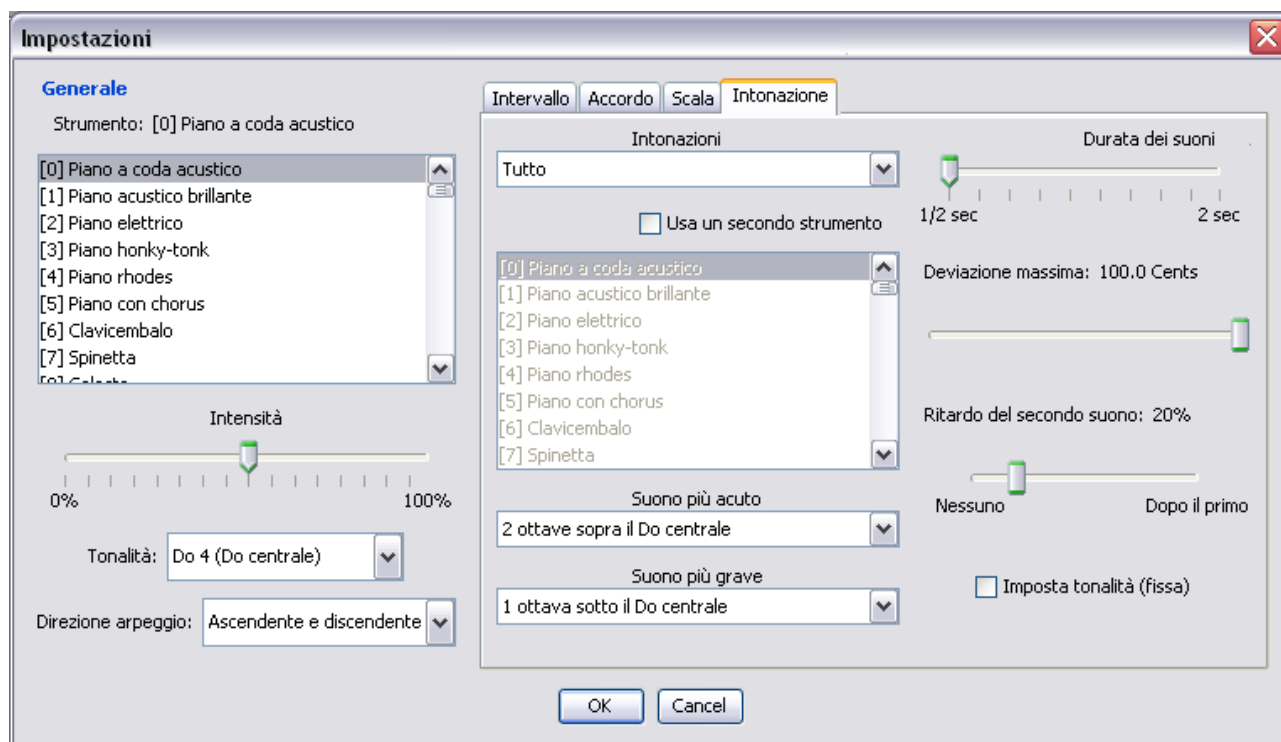 Impostazioni
Generale
Strumento: [0] Piano a coda acustico
[0] Piano a coda acustico
[1] Piano acustico brillante
[2] Piano elettrico
[3] Piano honky-tonk
[4] Piano rhodes
[5] Piano con chorus
[6] Clavicembalo
[7] Spinetta
Intensità
0% 100%
Tonalità: Do 4 (Do centrale)
Direzione arpeggio: Ascendente e discendente
Intervallo Accordo Scala Intonazione
Intonazioni
Tutto
Usa un secondo strumento
[0] Piano a coda acustico
[1] Piano acustico brillante
[2] Piano elettrico
[3] Piano honky-tonk
[4] Piano rhodes
[5] Piano con chorus
[6] Clavicembalo
[7] Spinetta
Suono più acuto
2 ottave sopra il Do centrale
Suono più grave
1 ottava sotto il Do centrale
Durata dei suoni
1/2 sec 2 sec
Deviazione massima: 100.0 Cents
Ritardo del secondo suono: 20%
Nessuno Dopo il primo
Imposta tonalità (fissa)
OK Cancel